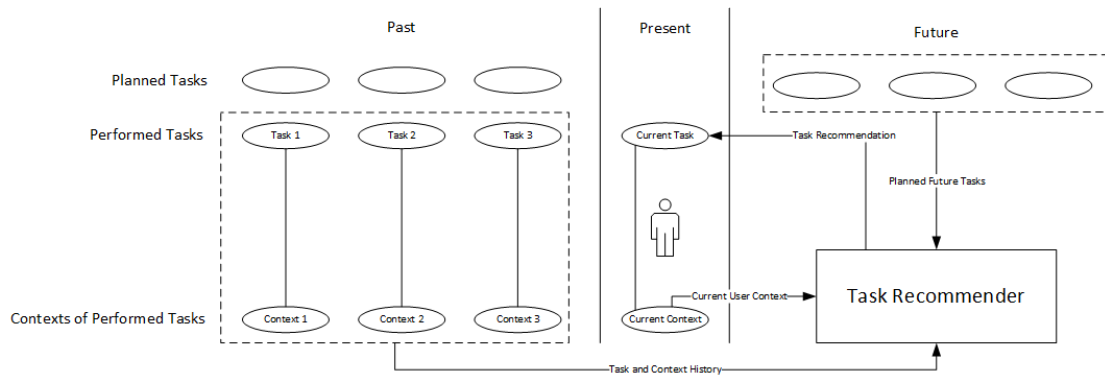 Past
Present
Future
Planned Tasks
Performed Tasks
Task 1
Task 2
Task 3
Current Task
Task Recommendation
Planned Future Tasks
Current User Context
Task Recommender
Contexts of Performed Tasks
Context 1
Context 2
Context 3
Current Context
Task and Context History